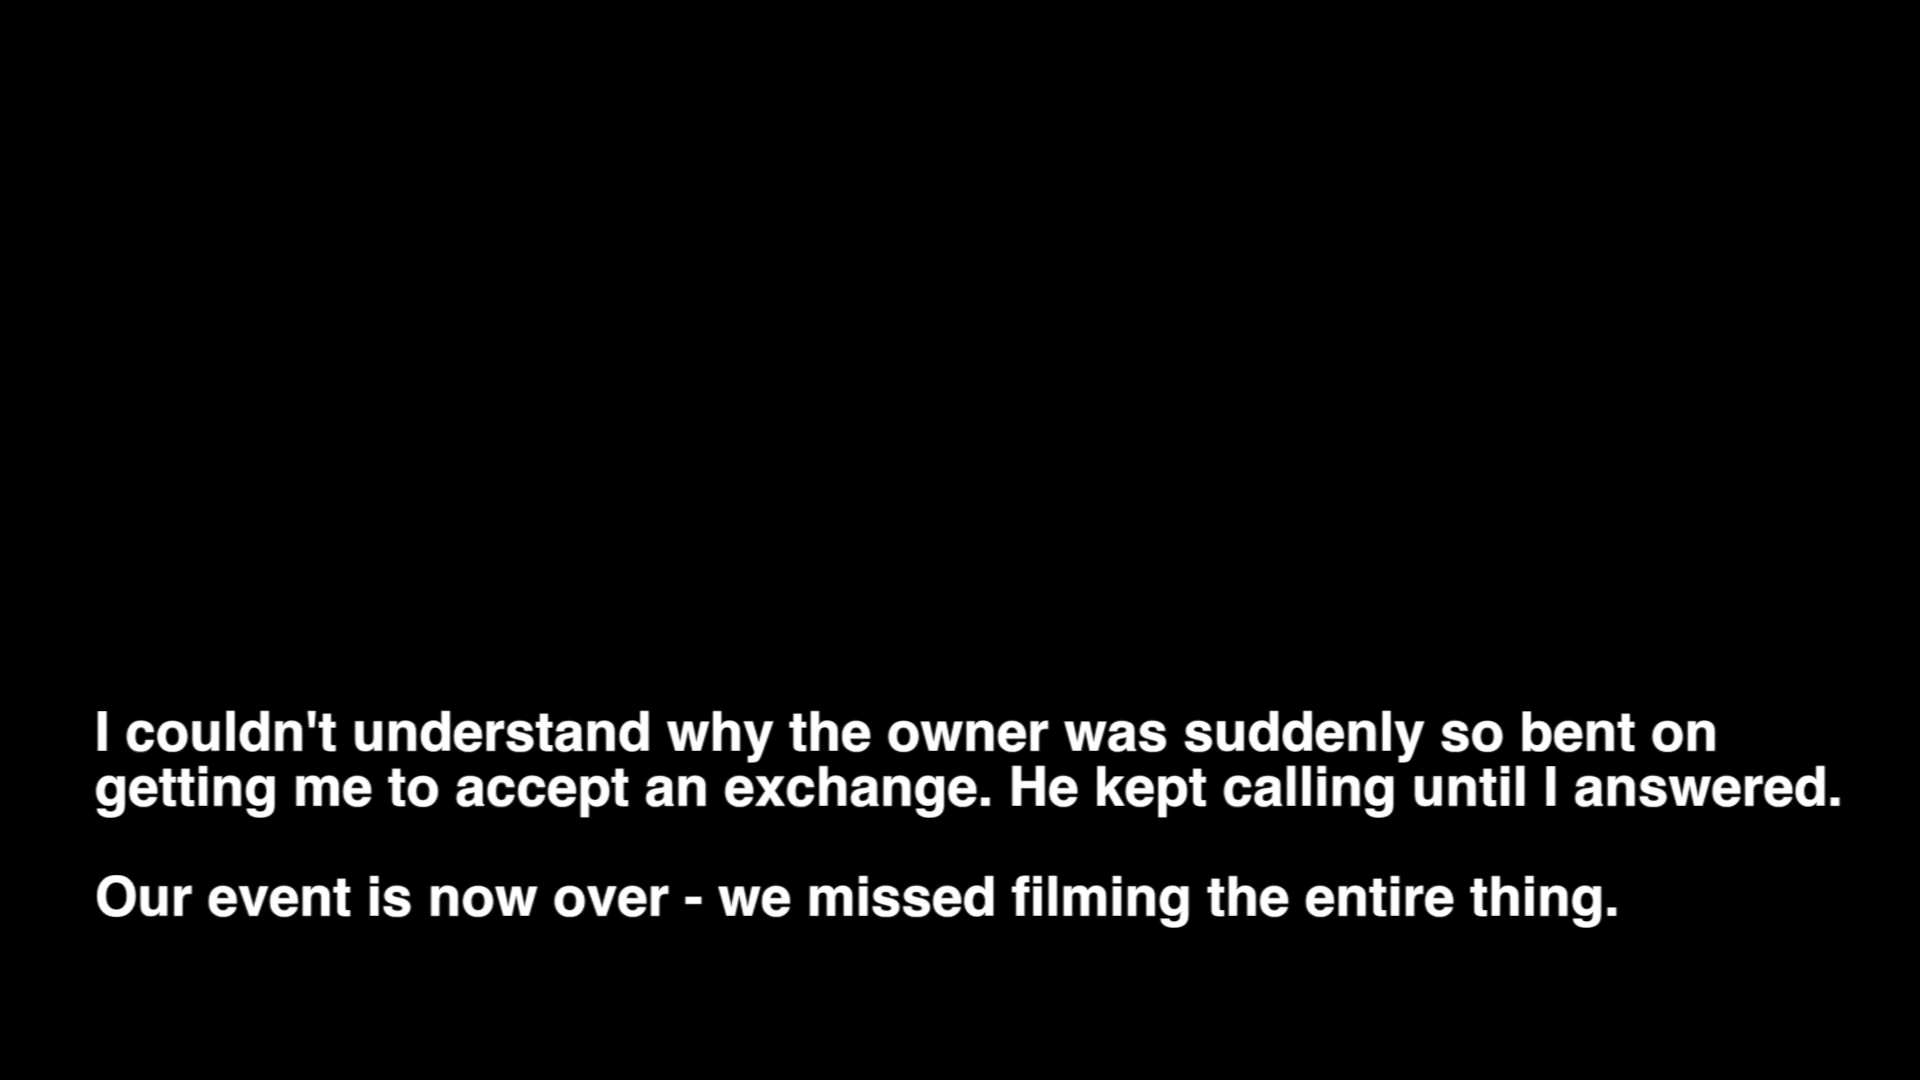 I couldn't understand why the owner was suddenly so bent on
getting me to accept an exchange. He kept calling until I answered.
Our event is now over - we missed filming the entire thing.